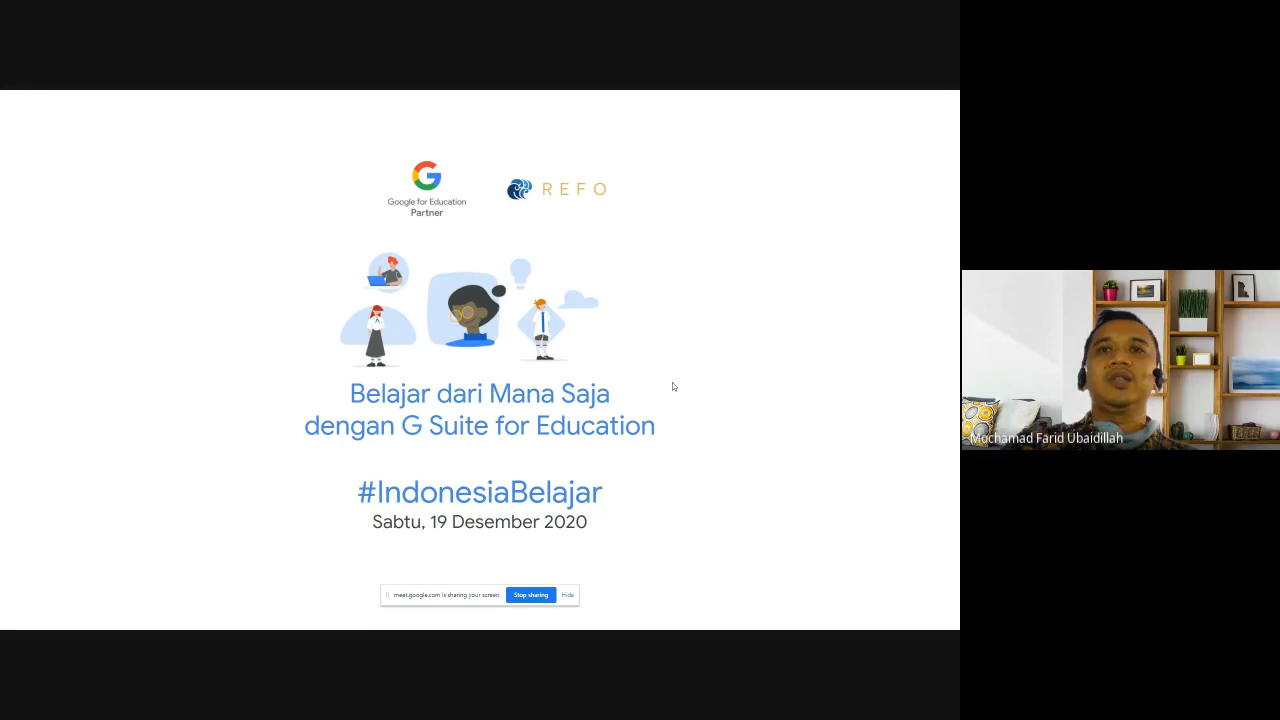 Google for Education
Partner
REFO
Belajar dari Mana Saja
dengan G Suite for Education
#IndonesiaBelajar
Sabtu, 19 Desember 2020
meet.google.com is sharing your screen.
Stop sharing
Hide
Mochamad Farid Ubaidillah